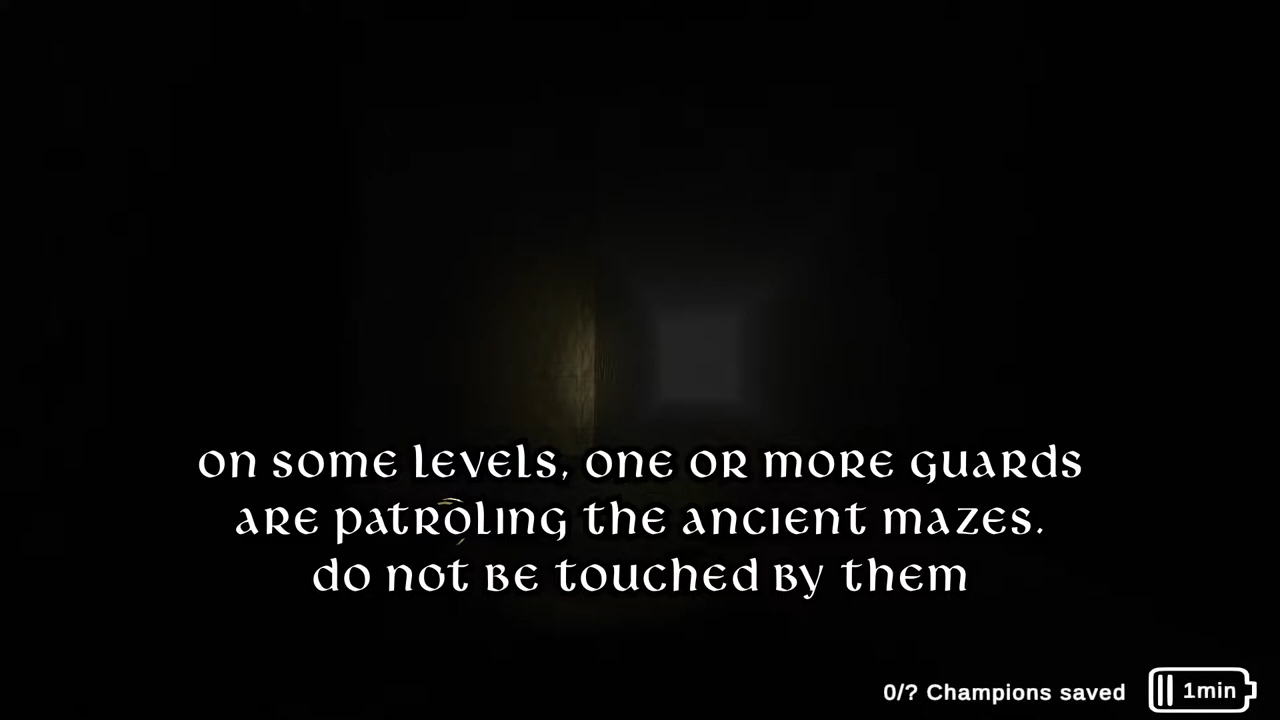 on some levels, one or more guards
are patroling the ancient mazes.
do not be touched by them
0/? Champions saved
1min